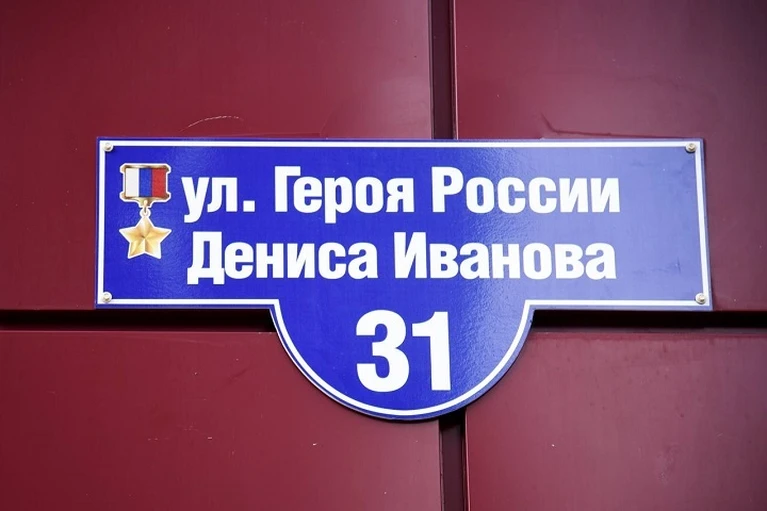 ул. Героя России
Дениса Иванова
31